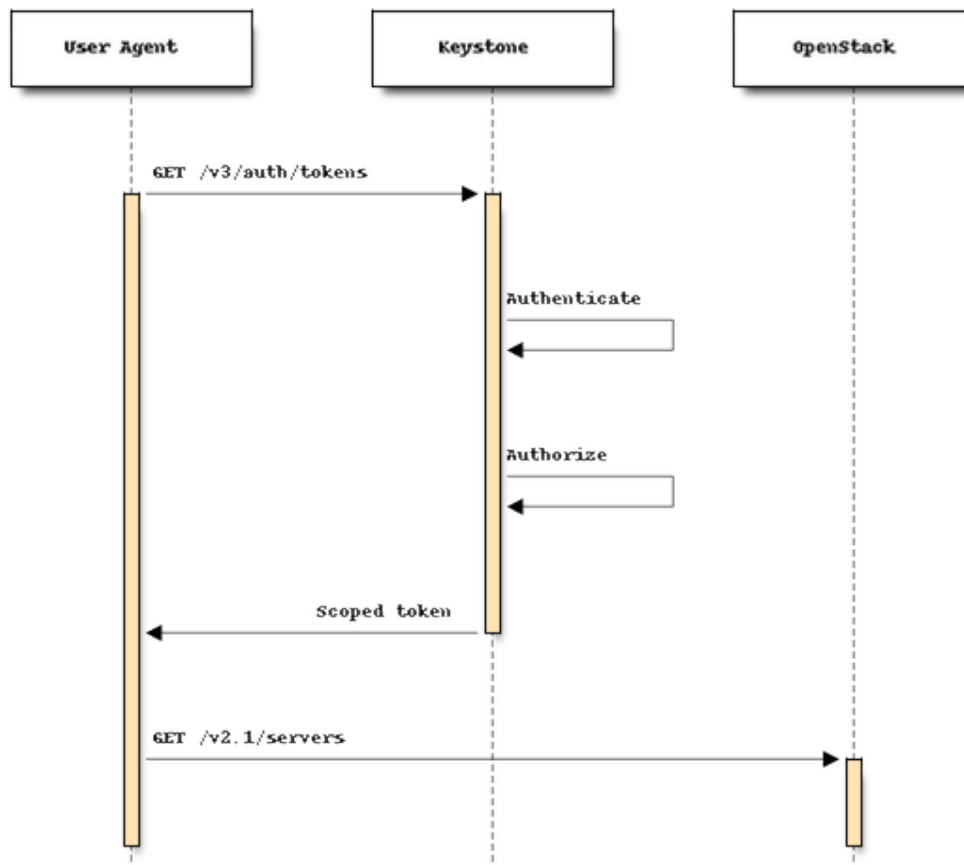 User Agent
Keystone
OpenStack
GET /v3/auth/tokens
Authenticate
Authorize
Scoped token
GET /v2.1/servers